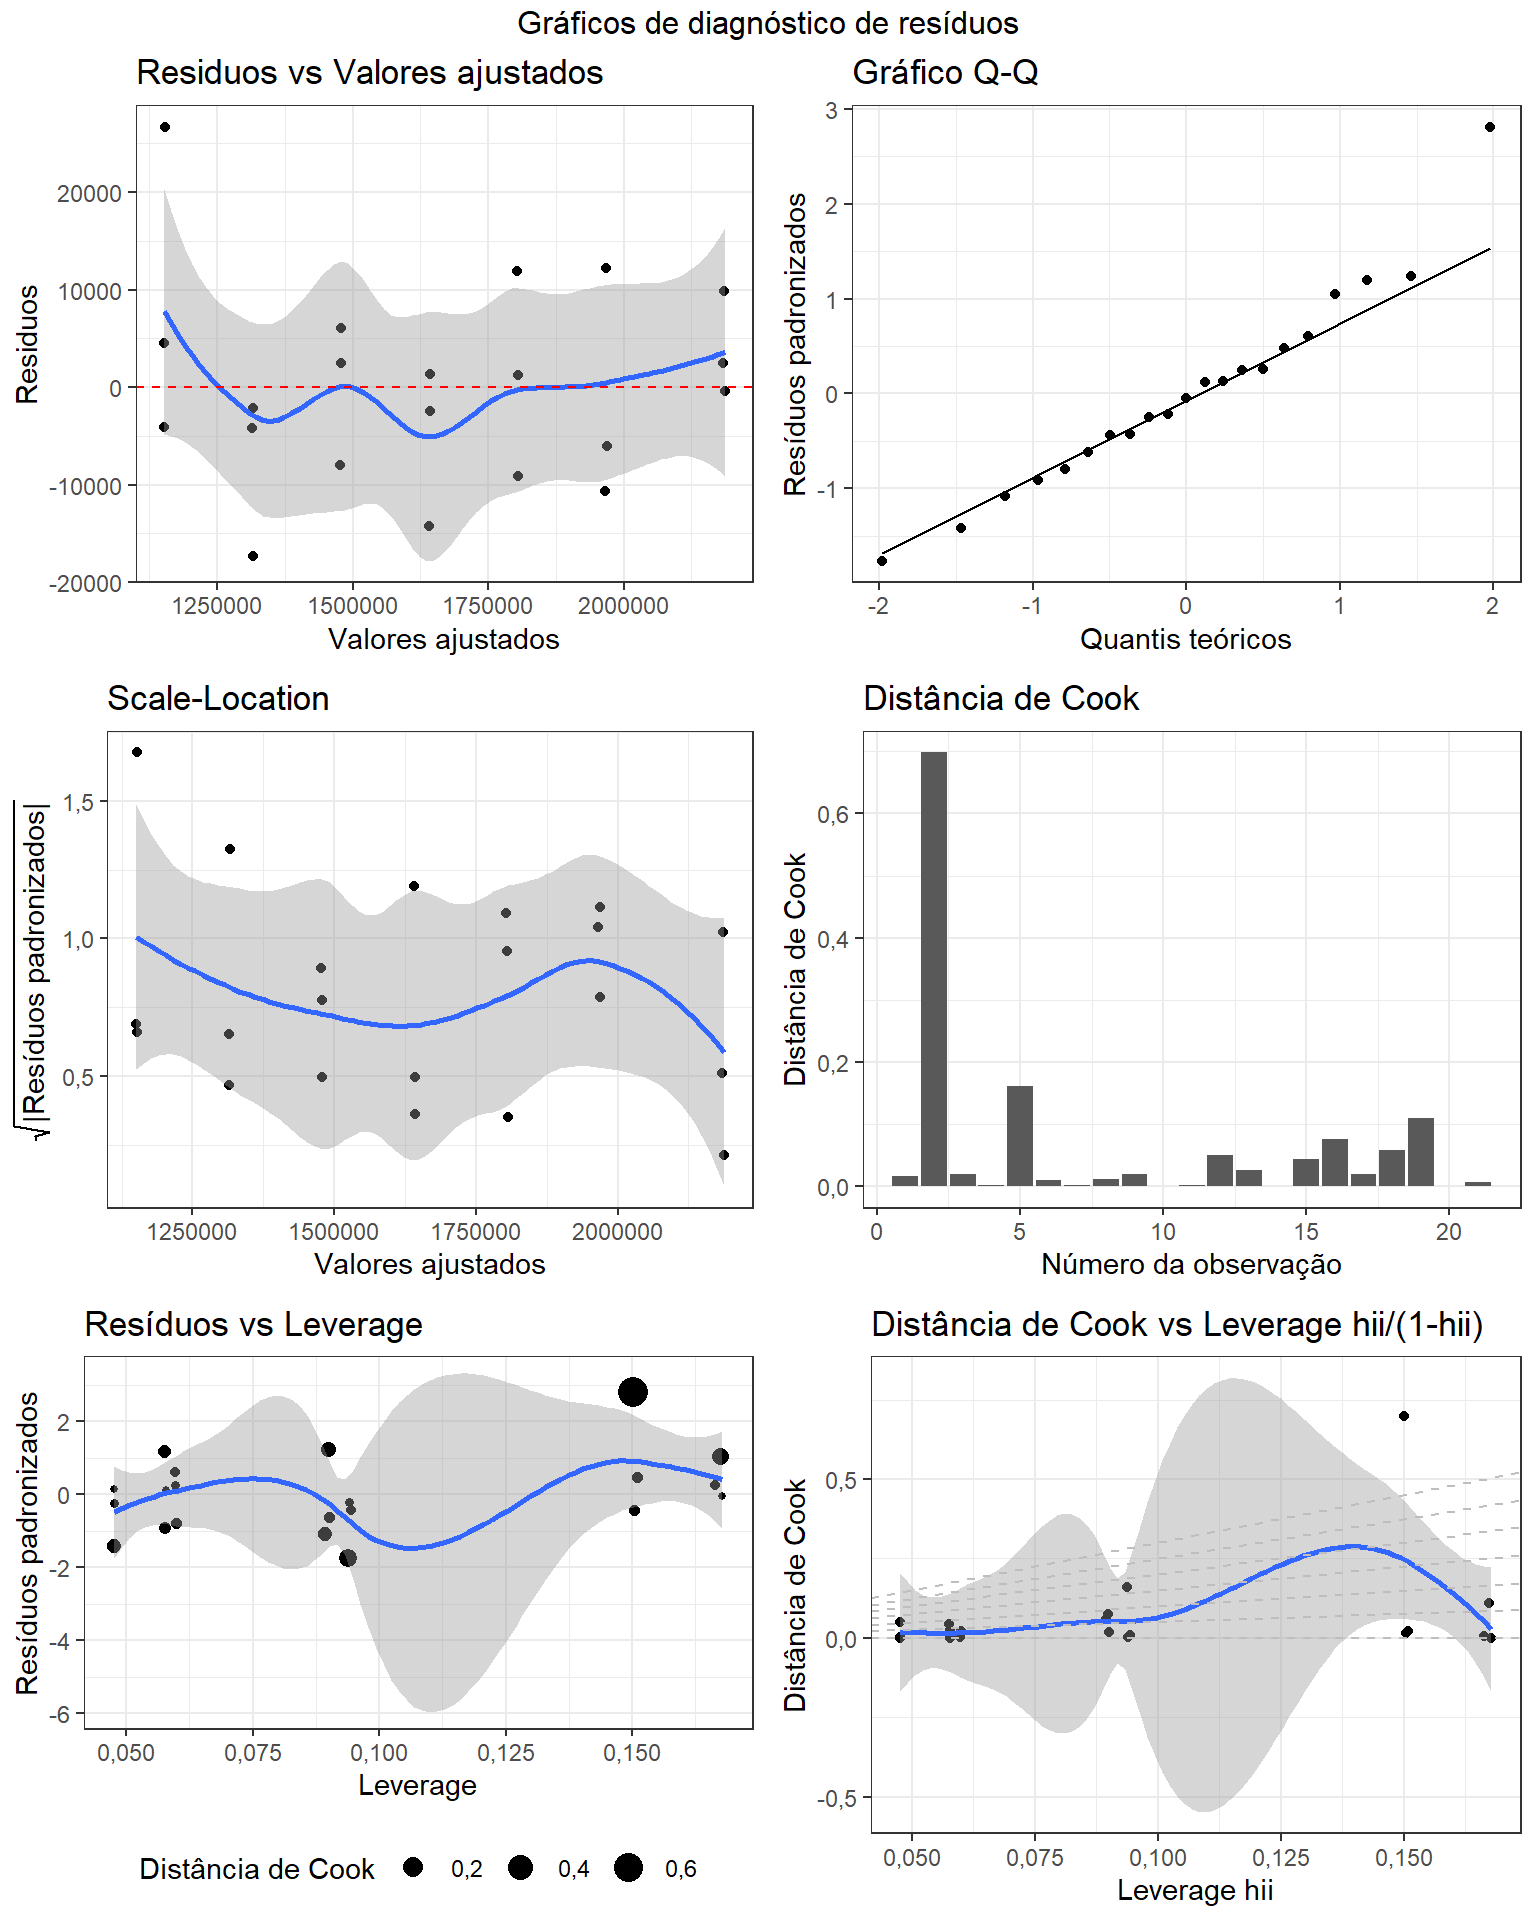 Gráficos de diagnóstico de resíduos
Residuos vs Valores ajustados
Residuos
20000
10000
0
-10000
-20000
1250000 1500000 1750000 2000000
Valores ajustados
Gráfico Q-Q
Resíduos padronizados
3
2
1
0
-1
-2 -1 0 1 2
Quantis teóricos
Scale-Location
√|Resíduos padronizados|
1,5
1,0
0,5
1250000 1500000 1750000 2000000
Valores ajustados
Distância de Cook
Distância de Cook
0,6
0,4
0,2
0,0
0 5 10 15 20
Número da observação
Resíduos vs Leverage
Resíduos padronizados
2
0
-2
-4
-6
0,050 0,075 0,100 0,125 0,150
Leverage
Distância de Cook 0,2 0,4 0,6
Distância de Cook vs Leverage hii/(1-hii)
Distância de Cook
0,5
0,0
-0,5
0,050 0,075 0,100 0,125 0,150
Leverage hii